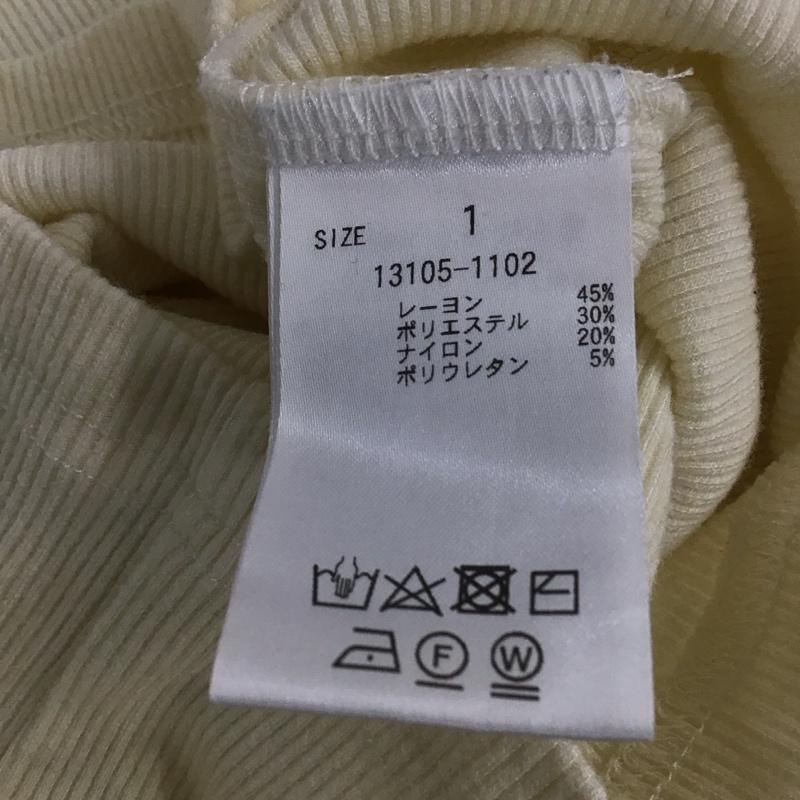 SIZE 1
13105-1102
レーヨン 45%
ポリエステル 30%
ナイロン 20%
ポリウレタン 5%
F W